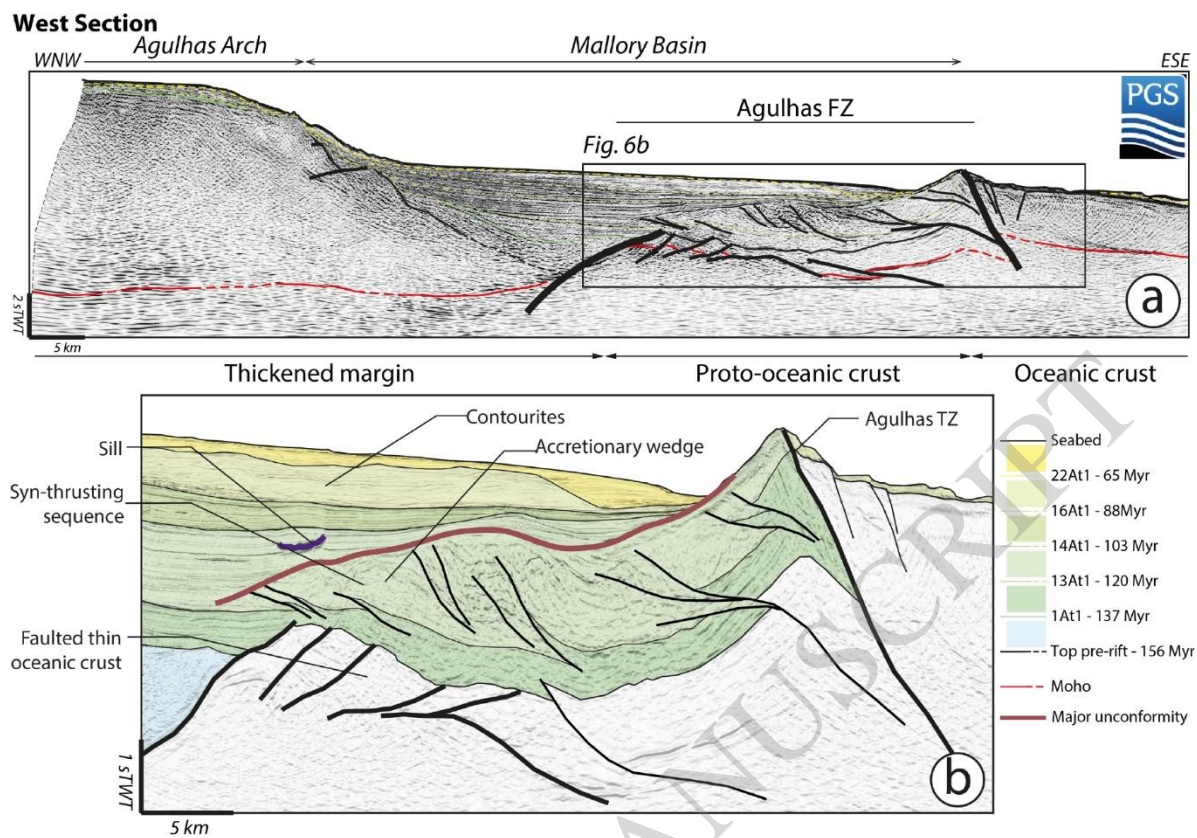 West Section
WNW
Agulhas Arch
Mallory Basin
ESE
PGS
Agulhas FZ
Fig. 6b
a
2 sTWT
5 km
Thickened margin
Proto-oceanic crust
Oceanic crust
Contourites
Agulhas TZ
Sill
Accretionary wedge
Syn-thrusting
sequence
Faulted thin
oceanic crust
1 sTWT
5 km
b
Seabed
22At1 - 65 Myr
16At1 - 88Myr
14At1 - 103 Myr
13At1 - 120 Myr
1At1 - 137 Myr
Top pre-rift - 156 Myr
Moho
Major unconformity
ANUSCRIPT